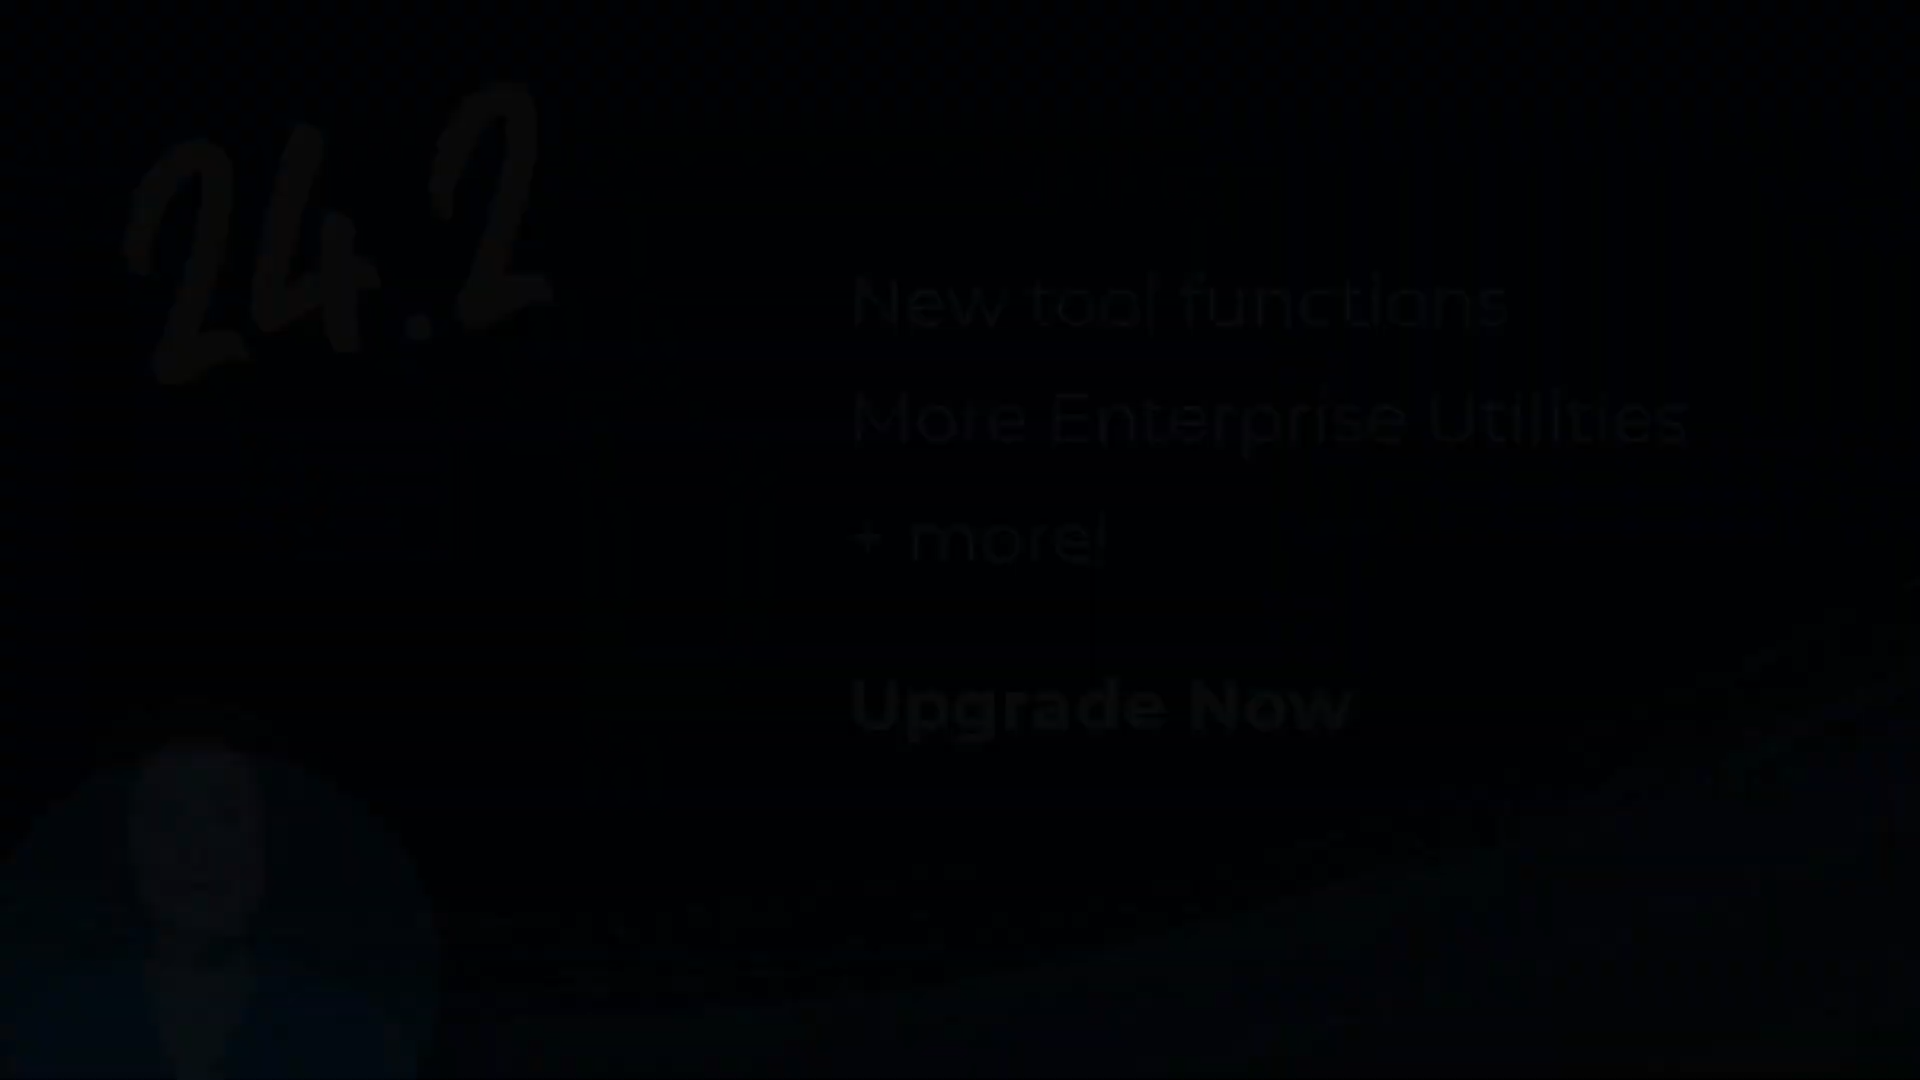 24.2
New tool functions
More Enterprise Utilities
+ more!
Upgrade Now